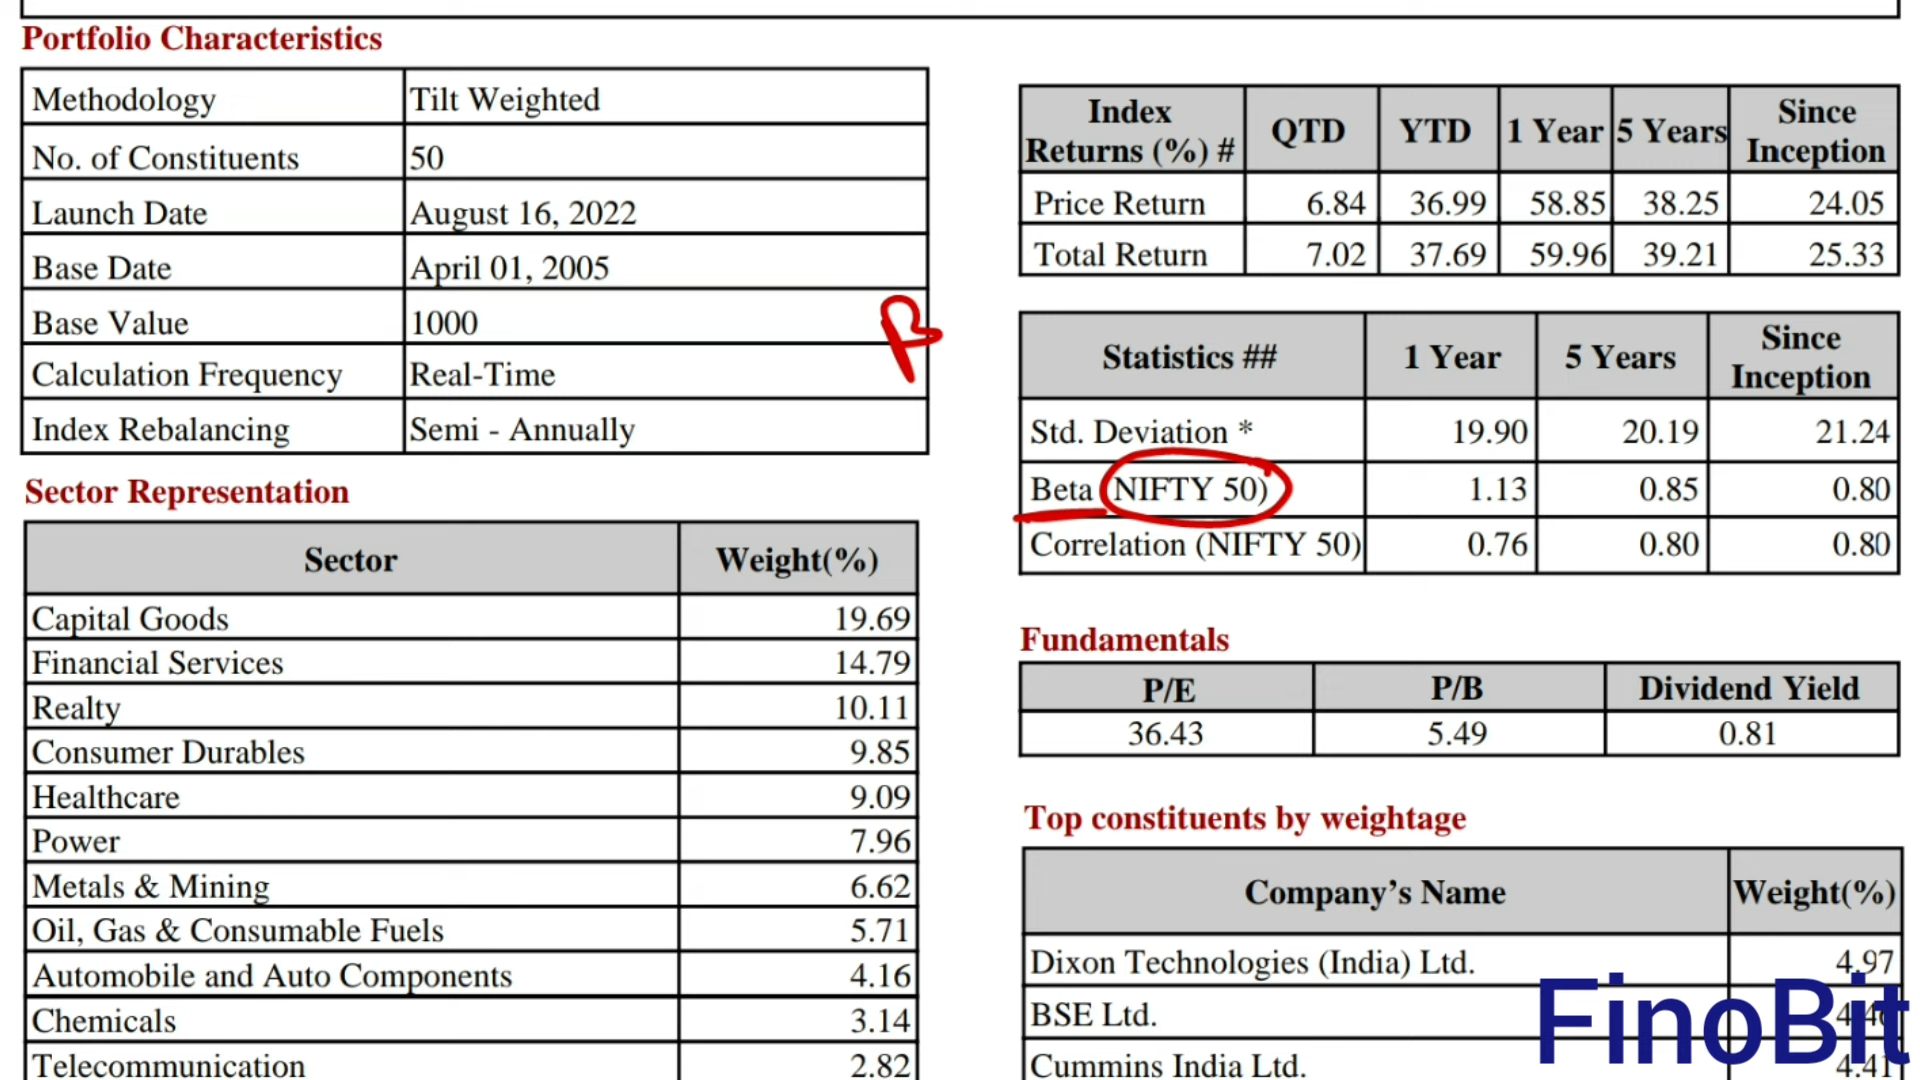 Portfolio Characteristics
Methodology Tilt Weighted
No. of Constituents 50
Launch Date August 16, 2022
Base Date April 01, 2005
Base Value 1000
Calculation Frequency Real-Time
Index Rebalancing Semi - Annually
Sector Representation
Sector Weight(%)
Capital Goods 19.69
Financial Services 14.79
Realty 10.11
Consumer Durables 9.85
Healthcare 9.09
Power 7.96
Metals & Mining 6.62
Oil, Gas & Consumable Fuels 5.71
Automobile and Auto Components 4.16
Chemicals 3.14
Telecommunication 2.82
Index Returns (%) # QTD YTD 1 Year 5 Years Since Inception
Price Return 6.84 36.99 58.85 38.25 24.05
Total Return 7.02 37.69 59.96 39.21 25.33
Statistics ## 1 Year 5 Years Since Inception
Std. Deviation * 19.90 20.19 21.24
Beta (NIFTY 50) 1.13 0.85 0.80
Correlation (NIFTY 50) 0.76 0.80 0.80
Fundamentals
P/E P/B Dividend Yield
36.43 5.49 0.81
Top constituents by weightage
Company’s Name Weight(%)
Dixon Technologies (India) Ltd. 4.97
BSE Ltd.
Cummins India Ltd. 4.41
FinoBit